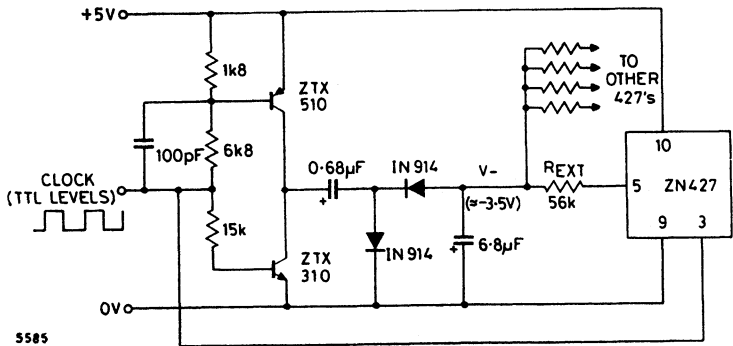 +5V
1k8
ZTX
510
TO
OTHER
427's
100pF
6k8
0·68µF
IN 914
V-
(≈-3·5V)
REXT
56k
10
5
ZN427
9
3
CLOCK
(TTL LEVELS)
15k
+
IN 914
+
6·8µF
ZTX
310
0V
5585